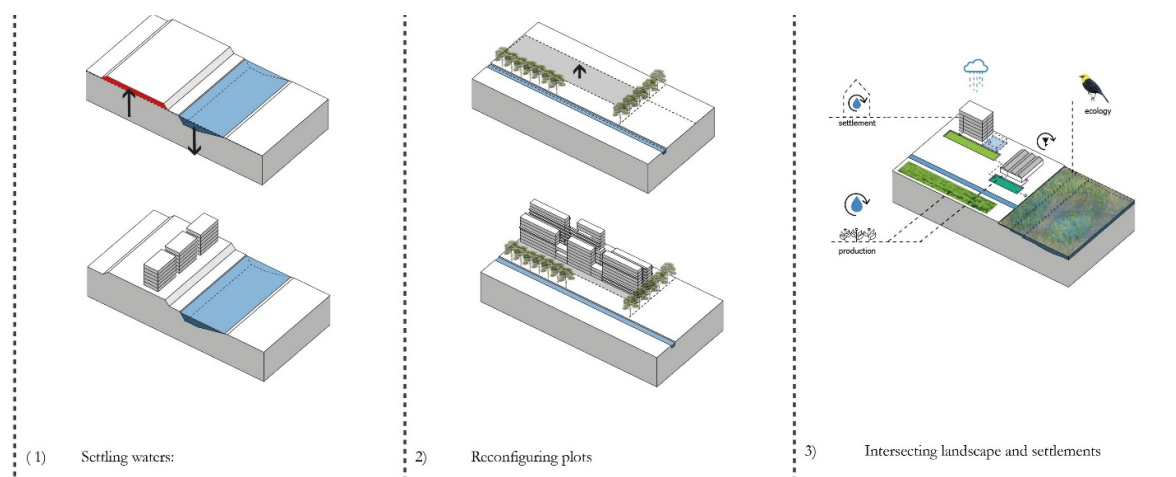 settlement
ecology
production
( 1) Settling waters:
2) Reconfiguring plots
3) Intersecting landscape and settlements